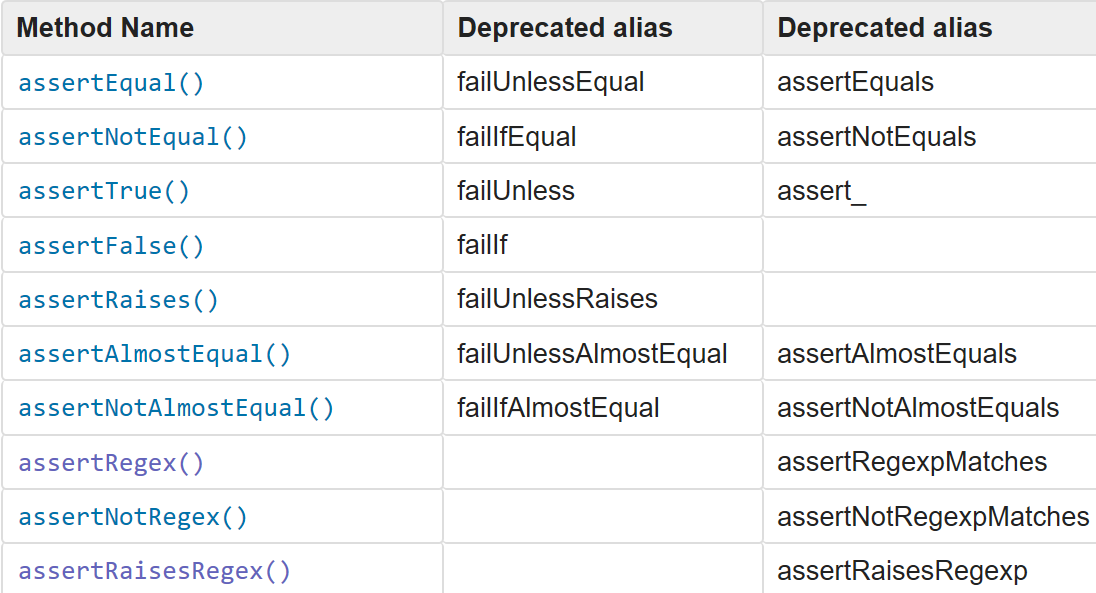 Method Name Deprecated alias Deprecated alias
assertEqual() failUnlessEqual assertEquals
assertNotEqual() failIfEqual assertNotEquals
assertTrue() failUnless assert_
assertFalse() failIf
assertRaises() failUnlessRaises
assertAlmostEqual() failUnlessAlmostEqual assertAlmostEquals
assertNotAlmostEqual() failIfAlmostEqual assertNotAlmostEquals
assertRegex() assertRegexpMatches
assertNotRegex() assertNotRegexpMatches
assertRaisesRegex() assertRaisesRegexp